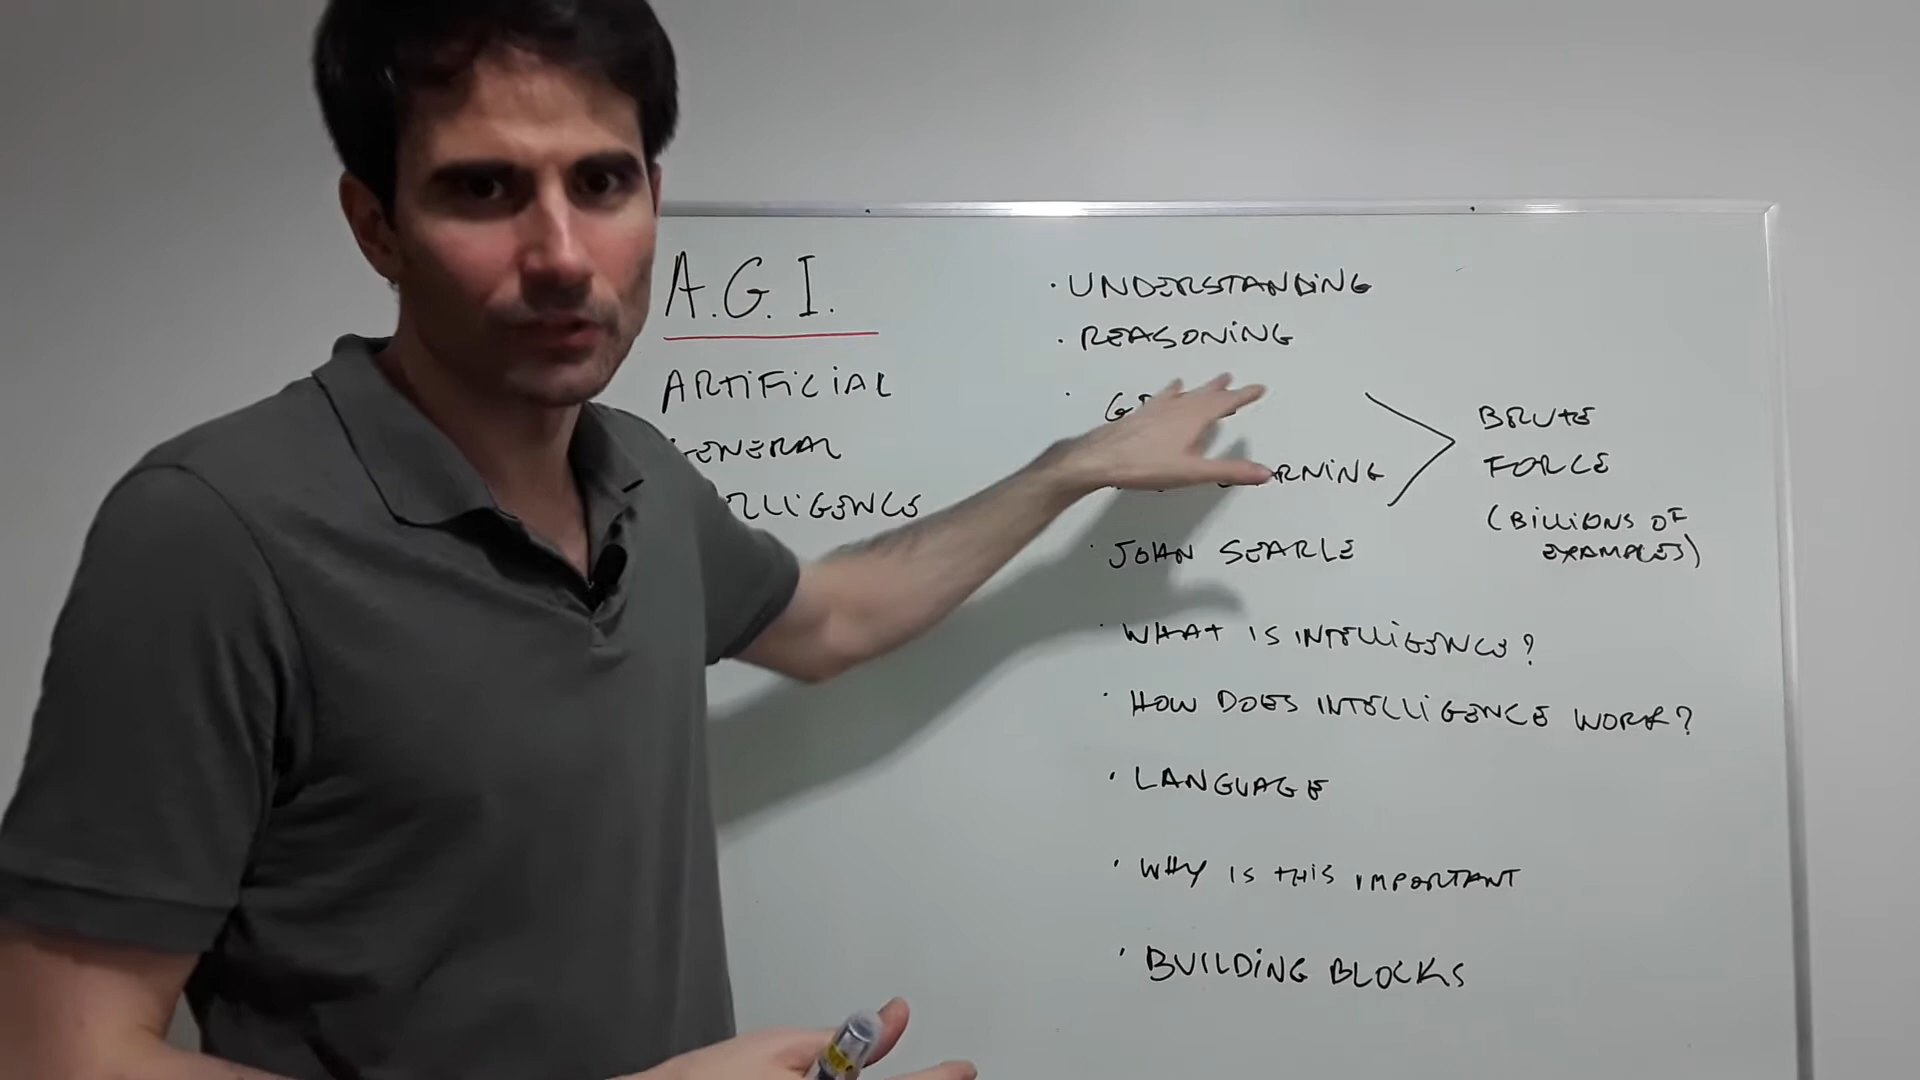 A.G.I.
ARTIFICIAL
GENERAL
INTELLIGENCE
· UNDERSTANDING
· REASONING
· JOHN SEARLE
· WHAT IS INTELLIGENCE?
· HOW DOES INTELLIGENCE WORK?
· LANGUAGE
· WHY IS THIS IMPORTANT
· BUILDING BLOCKS
BRUTE
FORCE
(BILLIONS OF
EXAMPLES)